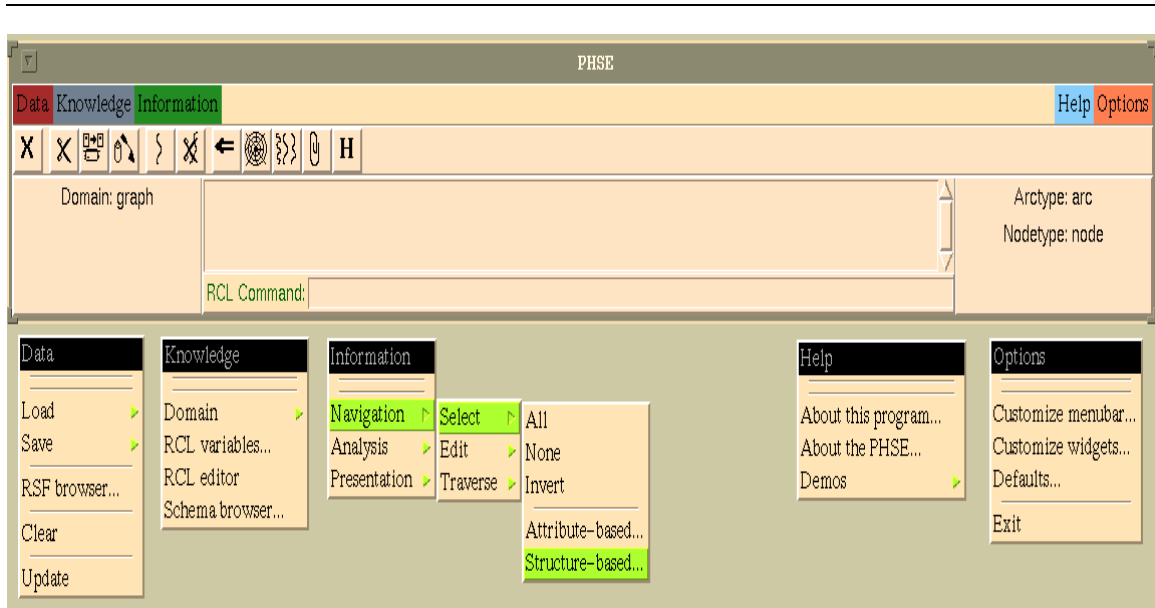 PHSE
Data Knowledge Information Help Options
X H
Domain: graph
Arctype: arc
Nodetype: node
RCL Command:
Data
Load
Save
RSF browser...
Clear
Update
Knowledge
Domain
RCL variables...
RCL editor
Schema browser...
Information
Navigation
Analysis
Presentation
Select
Edit
Traverse
All
None
Invert
Attribute-based...
Structure-based...
Help
About this program...
About the PHSE...
Demos
Options
Customize menubar...
Customize widgets...
Defaults...
Exit